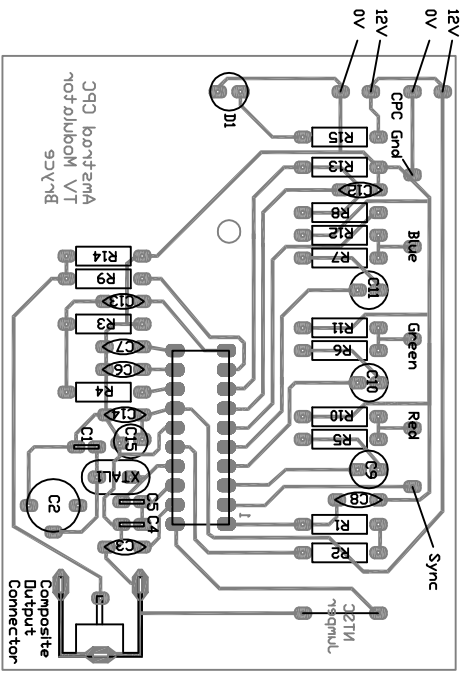 0V
12V
0V
12V
Bryce
TV Modulator
Amstrad CPC
D1
CPC
Gnd
R15
R13
C12
R8
R12
R7
Blue
R14
R9
C13
R3
C11
R11
Green
C7
R6
C6
R4
C10
C14
R10
Red
C1
C15
R5
XTAL1
C9
C2
C5
C8
C4
1
R1
C3
R2
Sync
Composite
Output
Connector
Jumper
NTSC